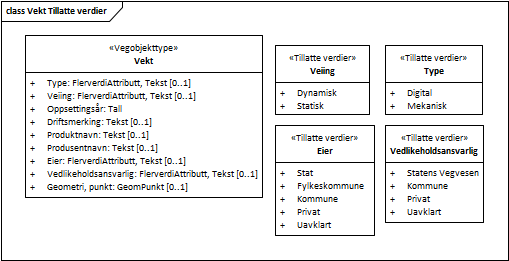 class Vekt Tillatte verdier
«Vegobjekttype»
Vekt
+ Type: FlerverdiAttributt, Tekst [0..1]
+ Veiing: FlerverdiAttributt, Tekst [0..1]
+ Oppsettingsår: Tall
+ Driftsmerking: Tekst [0..1]
+ Produktnavn: Tekst [0..1]
+ Produsentnavn: Tekst [0..1]
+ Eier: FlerverdiAttributt, Tekst [0..1]
+ Vedlikeholdsansvarlig: FlerverdiAttributt, Tekst [0..1]
+ Geometri, punkt: GeomPunkt [0..1]
«Tillatte verdier»
Veiing
+ Dynamisk
+ Statisk
«Tillatte verdier»
Type
+ Digital
+ Mekanisk
«Tillatte verdier»
Eier
+ Stat
+ Fylkeskommune
+ Kommune
+ Privat
+ Uavklart
«Tillatte verdier»
Vedlikeholdsansvarlig
+ Statens Vegvesen
+ Kommune
+ Privat
+ Uavklart